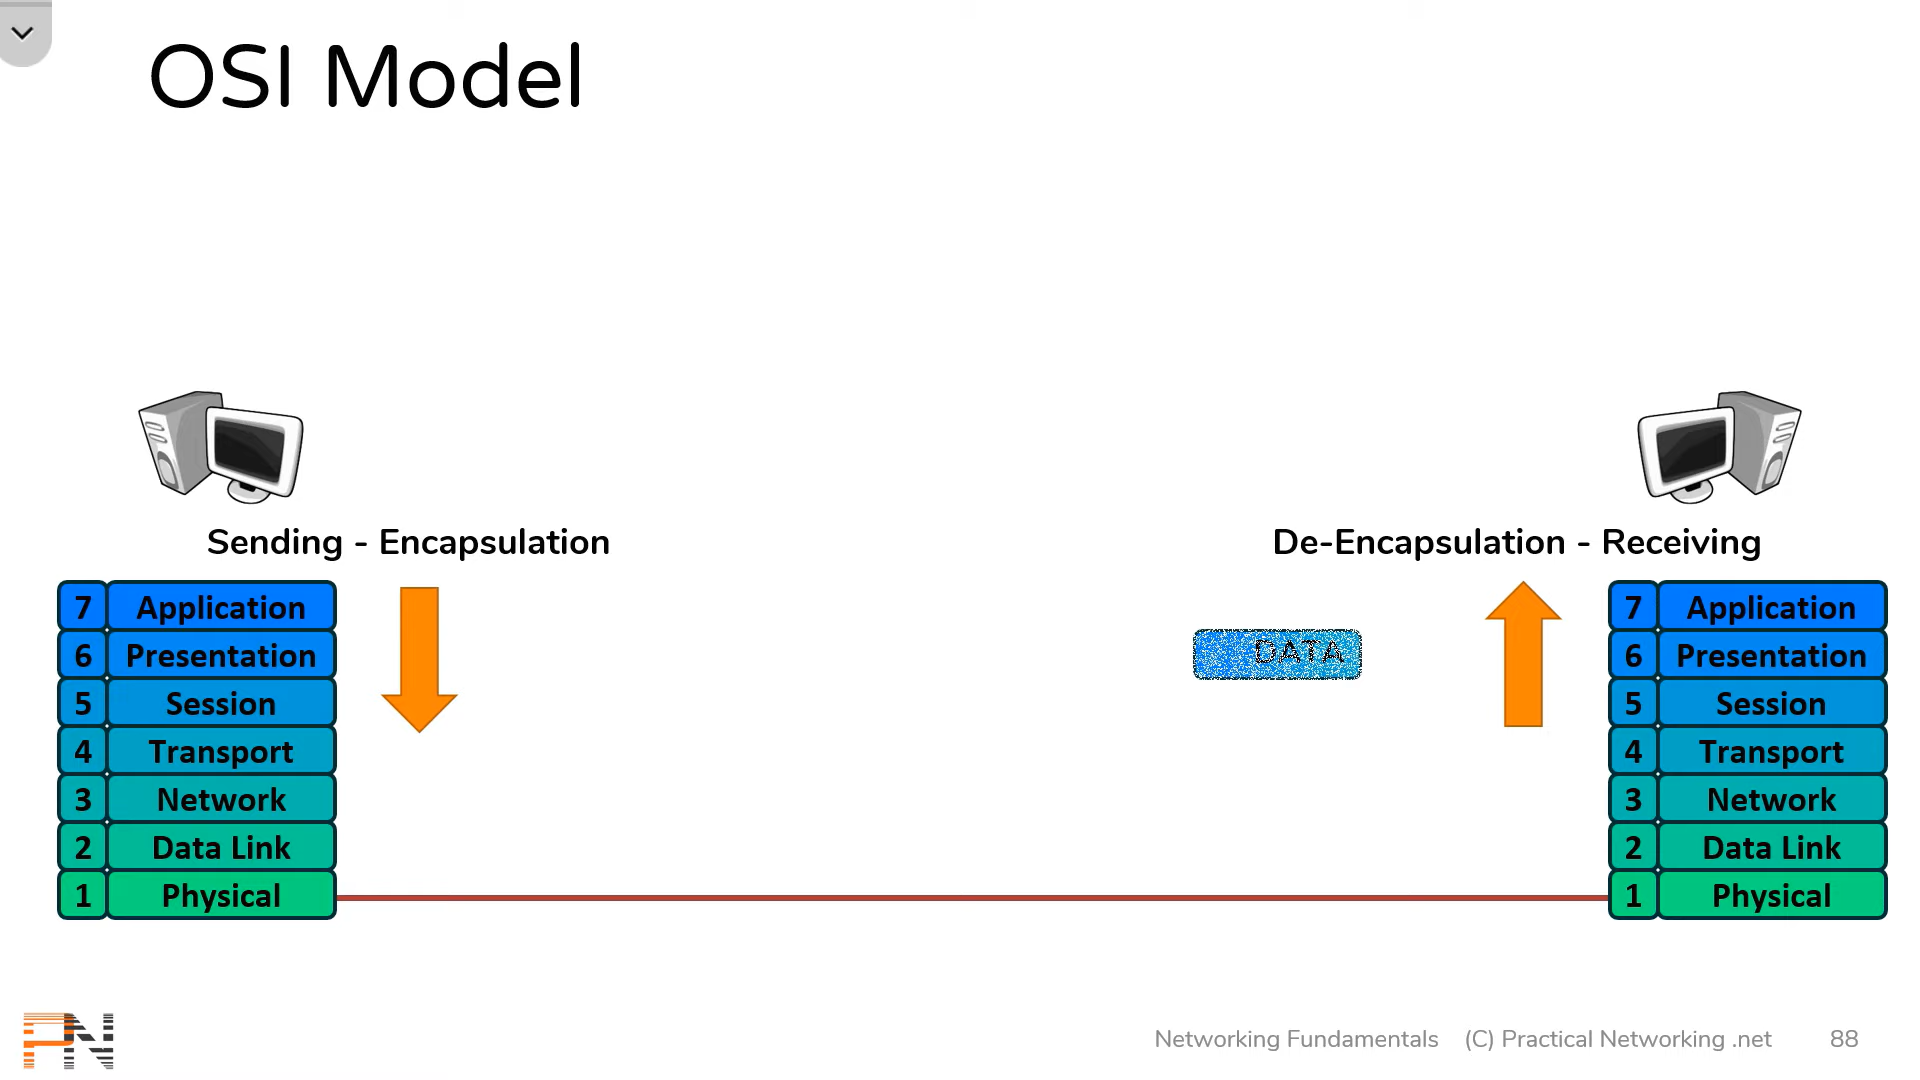 OSI Model
Sending - Encapsulation
De-Encapsulation - Receiving
7 Application
6 Presentation
5 Session
4 Transport
3 Network
2 Data Link
1 Physical
DATA
7 Application
6 Presentation
5 Session
4 Transport
3 Network
2 Data Link
1 Physical
PN
Networking Fundamentals (C) Practical Networking .net 88